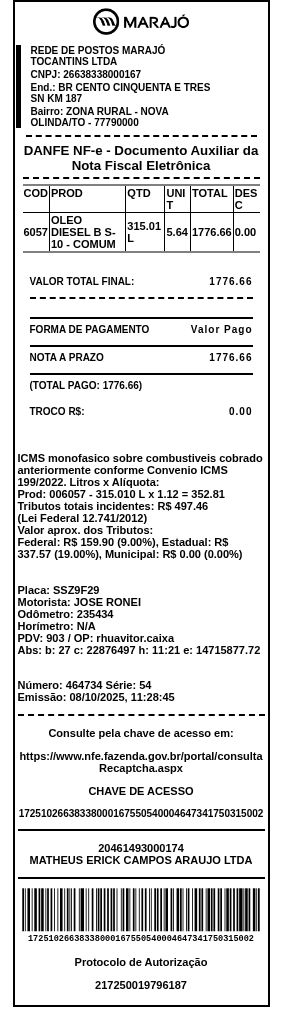 MARAJÓ
REDE DE POSTOS MARAJÓ
TOCANTINS LTDA
CNPJ: 26638338000167
End.: BR CENTO CINQUENTA E TRES
SN KM 187
Bairro: ZONA RURAL - NOVA
OLINDA/TO - 77790000
DANFE NF-e - Documento Auxiliar da
Nota Fiscal Eletrônica
COD PROD QTD UNIT TOTAL DESC
6057 OLEO DIESEL B S-10 - COMUM 315.01 L 5.64 1776.66 0.00
VALOR TOTAL FINAL: 1776.66
FORMA DE PAGAMENTO Valor Pago
NOTA A PRAZO 1776.66
(TOTAL PAGO: 1776.66)
TROCO R$: 0.00
ICMS monofasico sobre combustiveis cobrado
anteriormente conforme Convenio ICMS
199/2022. Litros x Alíquota:
Prod: 006057 - 315.010 L x 1.12 = 352.81
Tributos totais incidentes: R$ 497.46
(Lei Federal 12.741/2012)
Valor aprox. dos Tributos:
Federal: R$ 159.90 (9.00%), Estadual: R$
337.57 (19.00%), Municipal: R$ 0.00 (0.00%)
Placa: SSZ9F29
Motorista: JOSE RONEI
Odômetro: 235434
Horímetro: N/A
PDV: 903 / OP: rhuavitor.caixa
Abs: b: 27 c: 22876497 h: 11:21 e: 14715877.72
Número: 464734 Série: 54
Emissão: 08/10/2025, 11:28:45
Consulte pela chave de acesso em:
https://www.nfe.fazenda.gov.br/portal/consulta
Recaptcha.aspx
CHAVE DE ACESSO
17251026638338000167550540004647341750315002
20461493000174
MATHEUS ERICK CAMPOS ARAUJO LTDA
17251026638338000167550540004647341750315002
Protocolo de Autorização
217250019796187